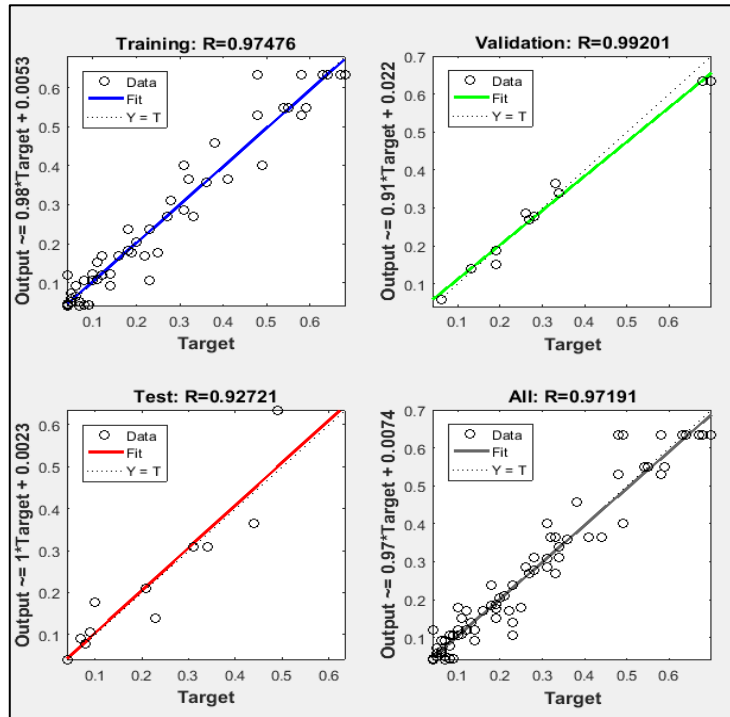 Training: R=0.97476
Output ~= 0.98*Target + 0.0053
Data
Fit
Y = T
0.6
0.5
0.4
0.3
0.2
0.1
0.1 0.2 0.3 0.4 0.5 0.6
Target
Validation: R=0.99201
Output ~= 0.91*Target + 0.022
Data
Fit
Y = T
0.7
0.6
0.5
0.4
0.3
0.2
0.1
0.1 0.2 0.3 0.4 0.5 0.6
Target
Test: R=0.92721
Output ~= 1*Target + 0.0023
Data
Fit
Y = T
0.6
0.5
0.4
0.3
0.2
0.1
0.1 0.2 0.3 0.4 0.5 0.6
Target
All: R=0.97191
Output ~= 0.97*Target + 0.0074
Data
Fit
Y = T
0.7
0.6
0.5
0.4
0.3
0.2
0.1
0.1 0.2 0.3 0.4 0.5 0.6
Target